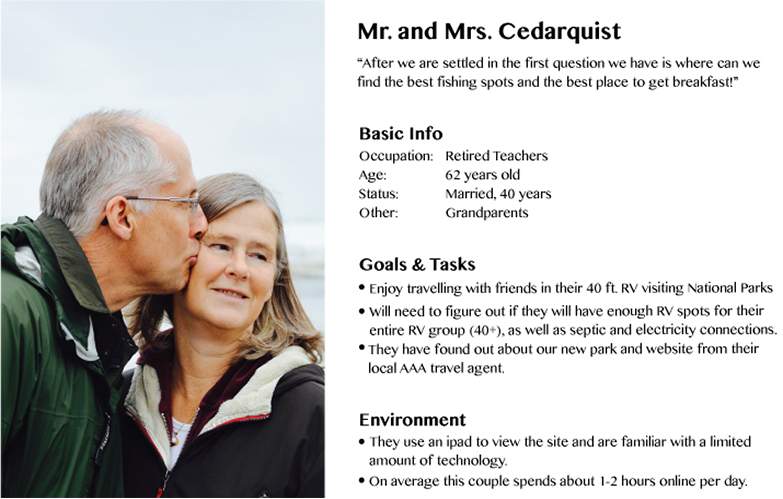 Mr. and Mrs. Cedarquist
“After we are settled in the first question we have is where can we
find the best fishing spots and the best place to get breakfast!”
Basic Info
Occupation: Retired Teachers
Age: 62 years old
Status: Married, 40 years
Other: Grandparents
Goals & Tasks
• Enjoy travelling with friends in their 40 ft. RV visiting National Parks
• Will need to figure out if they will have enough RV spots for their
entire RV group (40+), as well as septic and electricity connections.
• They have found out about our new park and website from their
local AAA travel agent.
Environment
• They use an ipad to view the site and are familiar with a limited
amount of technology.
• On average this couple spends about 1-2 hours online per day.